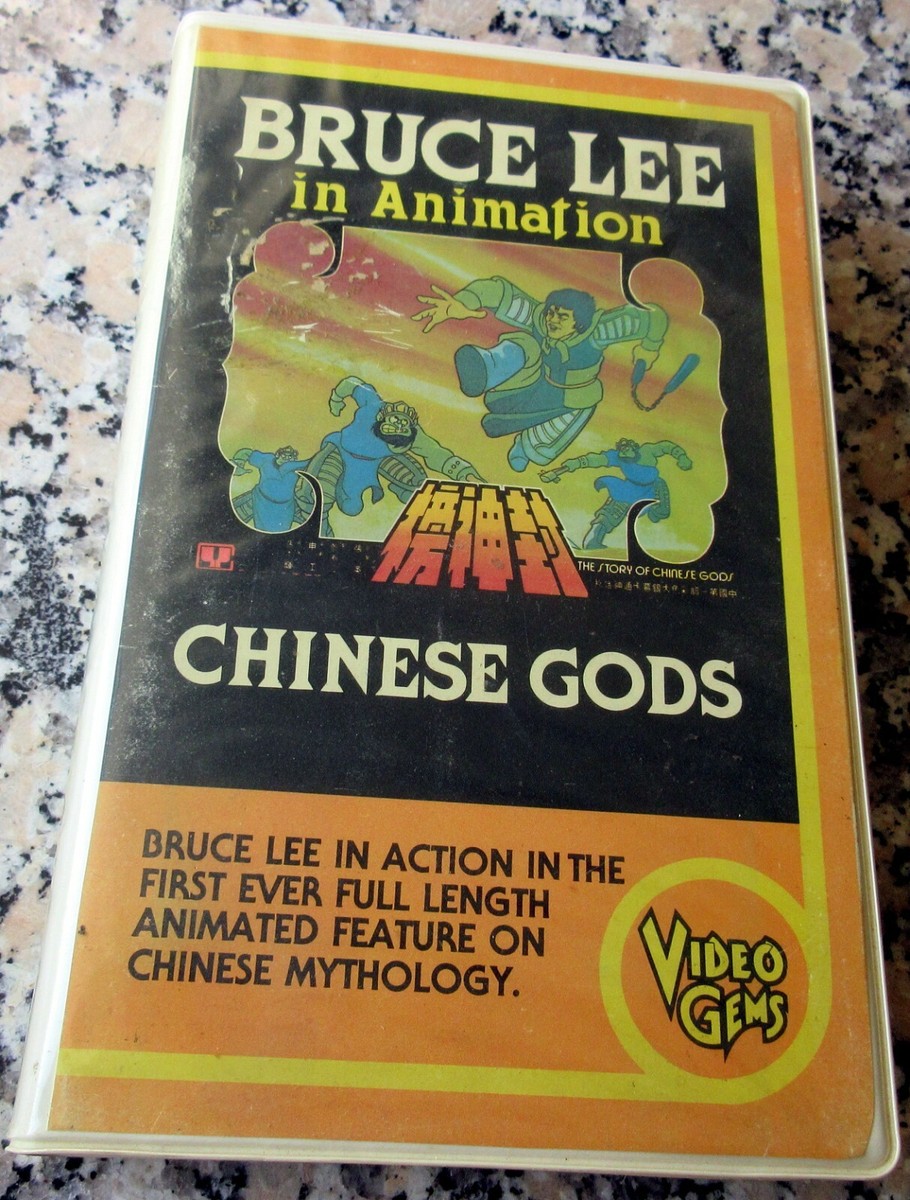 BRUCE LEE
in Animation
榜神封
THE STORY OF CHINESE GODS
CHINESE GODS
BRUCE LEE IN ACTION IN THE
FIRST EVER FULL LENGTH
ANIMATED FEATURE ON
CHINESE MYTHOLOGY.
VIDEO
GEMS